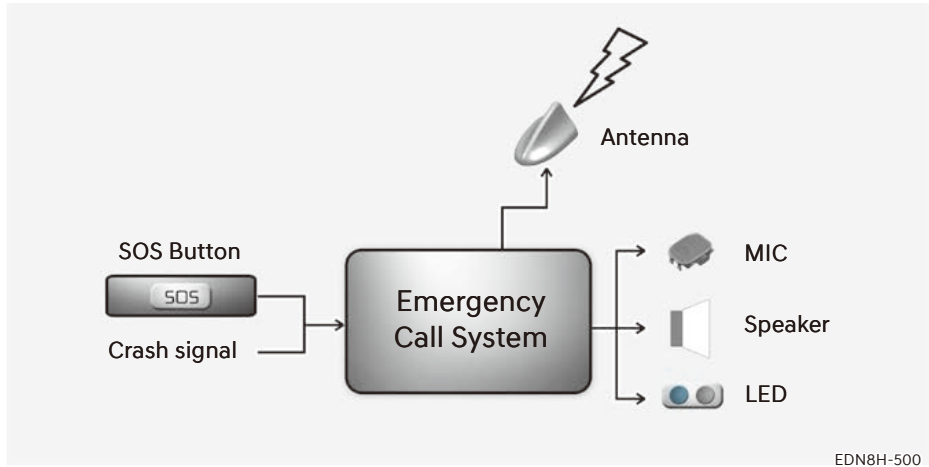 Antenna
SOS Button
SOS
Crash signal
Emergency
Call System
MIC
Speaker
LED
EDN8H-500